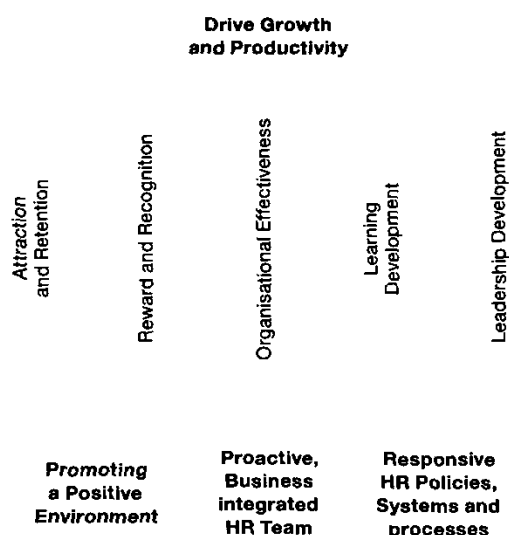 Drive Growth
and Productivity
Attraction
and Retention
Reward and Recognition
Organisational Effectiveness
Learning
Development
Leadership Development
Promoting
a Positive
Environment
Proactive,
Business
integrated
HR Team
Responsive
HR Policies,
Systems and
processes